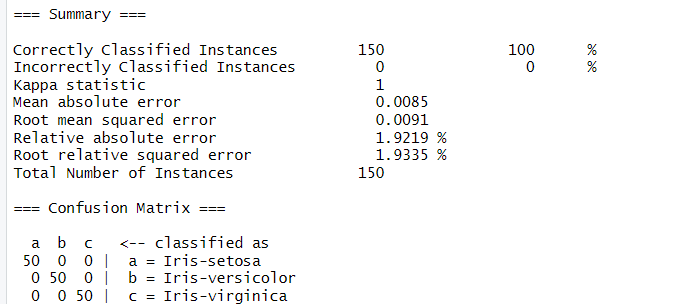 === Summary ===

Correctly Classified Instances         150              100      %
Incorrectly Classified Instances         0                0      %
Kappa statistic                          1
Mean absolute error                      0.0085
Root mean squared error                  0.0091
Relative absolute error                  1.9219 %
Root relative squared error              1.9335 %
Total Number of Instances              150

=== Confusion Matrix ===

  a  b  c   <-- classified as
 50  0  0 |  a = Iris-setosa
  0 50  0 |  b = Iris-versicolor
  0  0 50 |  c = Iris-virginica